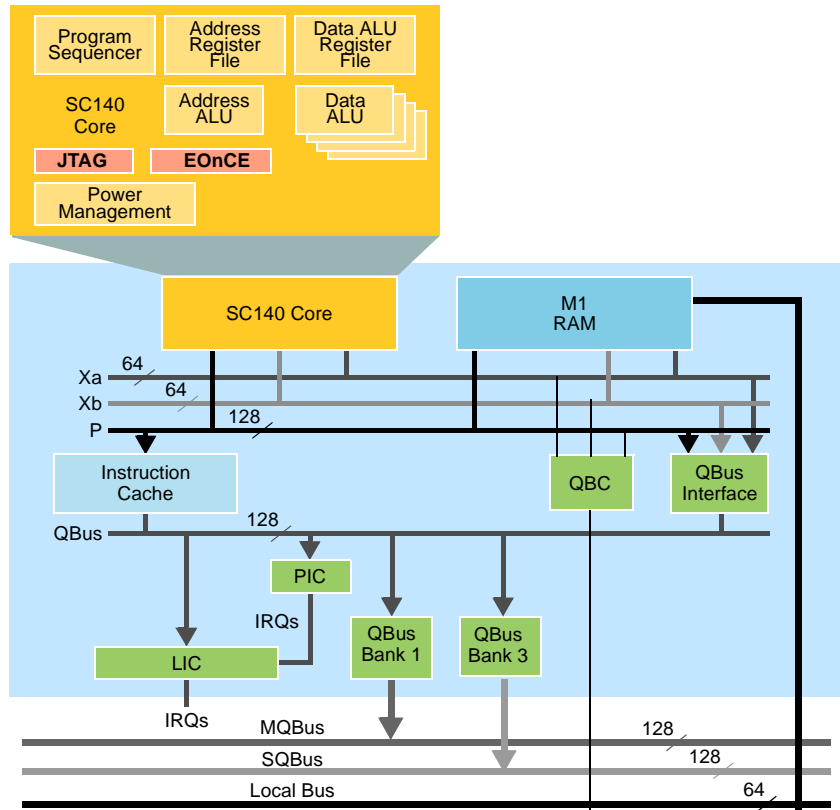 Program
Sequencer
Address
Register
File
Data ALU
Register
File
SC140
Core
Address
ALU
Data
ALU
JTAG
EOnCE
Power
Management
SC140 Core
M1
RAM
Xa
64
Xb
64
P
128
Instruction
Cache
QBC
QBus
Interface
QBus
128
PIC
IRQs
QBus
Bank 1
QBus
Bank 3
LIC
IRQs
MQBus
128
SQBus
128
Local Bus
64